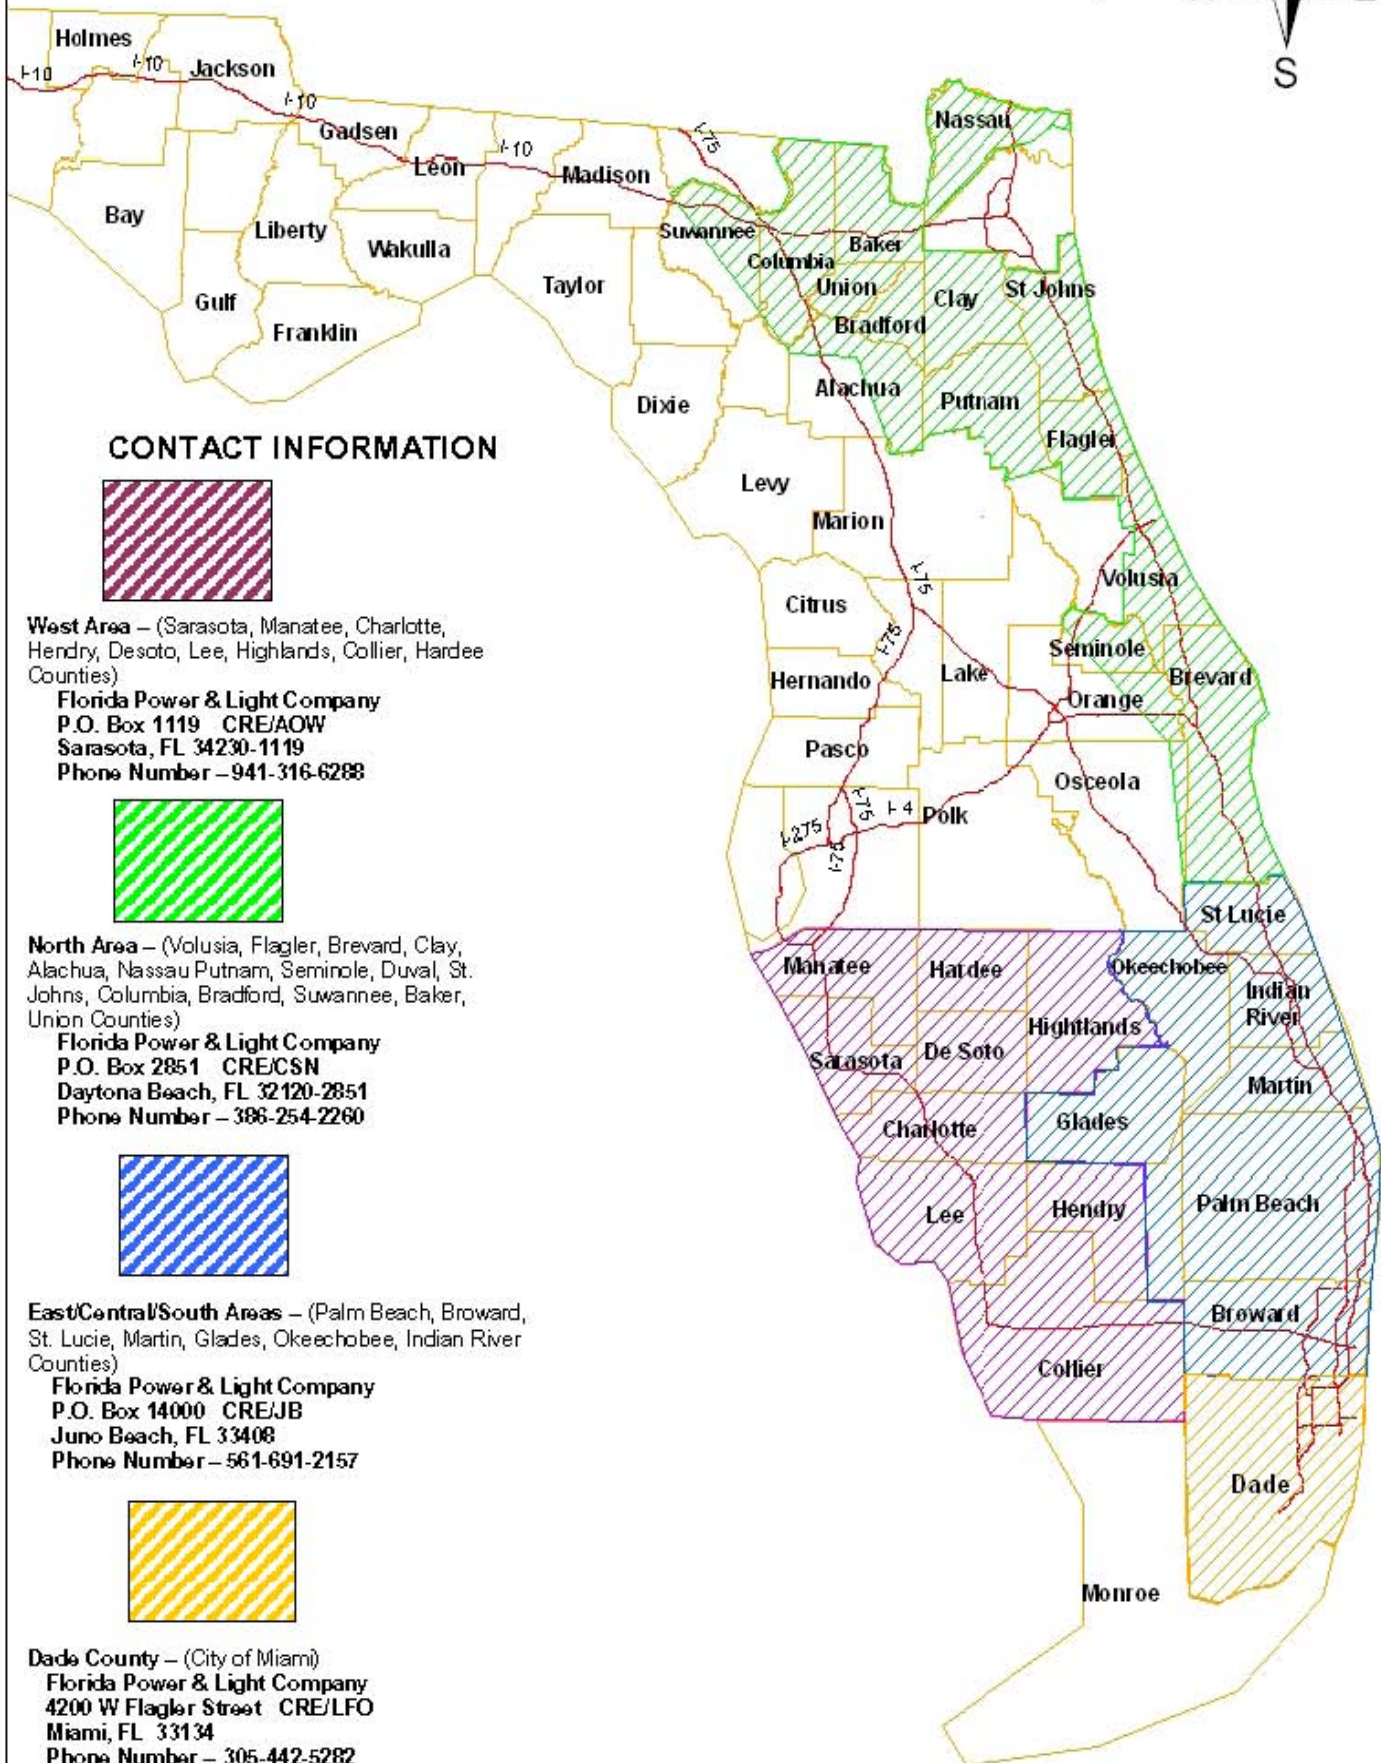 S
Holmes
I-10
I-10
Jackson
I-10
Gadsen
Leon
I-10
Madison
I-75
Nassau
Bay
Liberty
Wakulla
Gulf
Franklin
Taylor
Suwannee
Columbia
Baker
Union
Clay
St Johns
Bradford
Alachua
Putnam
Flagler
Dixie
Levy
Marion
I-75
Volusia
Citrus
I-75
Seminole
Hernando
Lake
Brevard
Orange
Pasco
Osceola
I-75
I-4
Polk
I-275
I-75
St Lucie
Manatee
Hardee
Okeechobee
Indian
River
Hightlands
Sarasota
De Soto
Martin
Charlotte
Glades
Lee
Hendry
Palm Beach
Broward
Collier
Dade
Monroe
CONTACT INFORMATION
West Area – (Sarasota, Manatee, Charlotte,
Hendry, Desoto, Lee, Highlands, Collier, Hardee
Counties)
Florida Power & Light Company
P.O. Box 1119 CRE/AOW
Sarasota, FL 34230-1119
Phone Number – 941-316-6288
North Area – (Volusia, Flagler, Brevard, Clay,
Alachua, Nassau Putnam, Seminole, Duval, St.
Johns, Columbia, Bradford, Suwannee, Baker,
Union Counties)
Florida Power & Light Company
P.O. Box 2851 CRE/CSN
Daytona Beach, FL 32120-2851
Phone Number – 386-254-2260
East/Central/South Areas – (Palm Beach, Broward,
St. Lucie, Martin, Glades, Okeechobee, Indian River
Counties)
Florida Power & Light Company
P.O. Box 14000 CRE/JB
Juno Beach, FL 33408
Phone Number – 561-691-2157
Dade County – (City of Miami)
Florida Power & Light Company
4200 W Flagler Street CRE/LFO
Miami, FL 33134
Phone Number – 305-442-5282